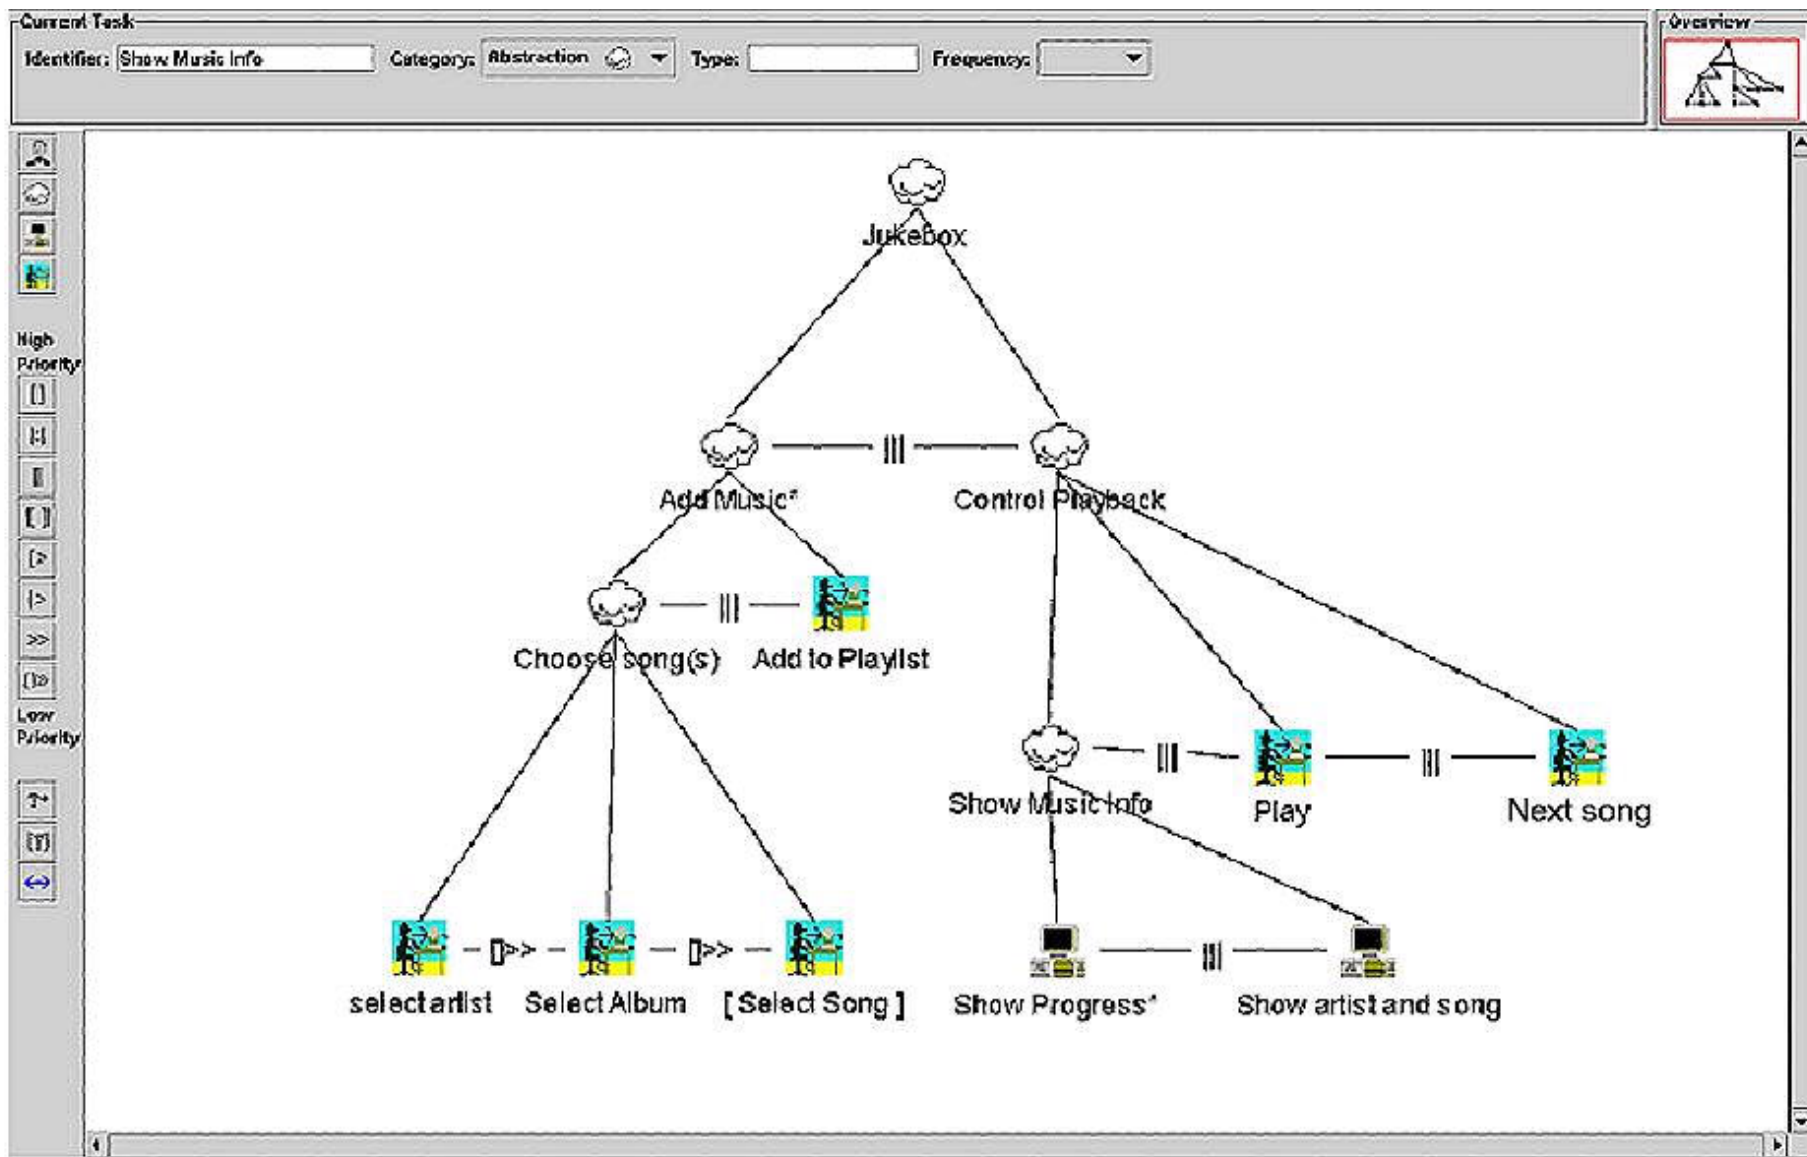 Current Task
Overview
Identifier: Show Music Info Category: Abstraction Type: Frequency:
High
Priority
[]
|=|
|||
|[]|
[>
|>
>>
[]>>
Low
Priority
Jukebox
Add Music* ||| Control Playback
Choose song(s) ||| Add to Playlist
Show Music Info ||| Play ||| Next song
select artist []>> Select Album []>> [ Select Song ]
Show Progress* ||| Show artist and song